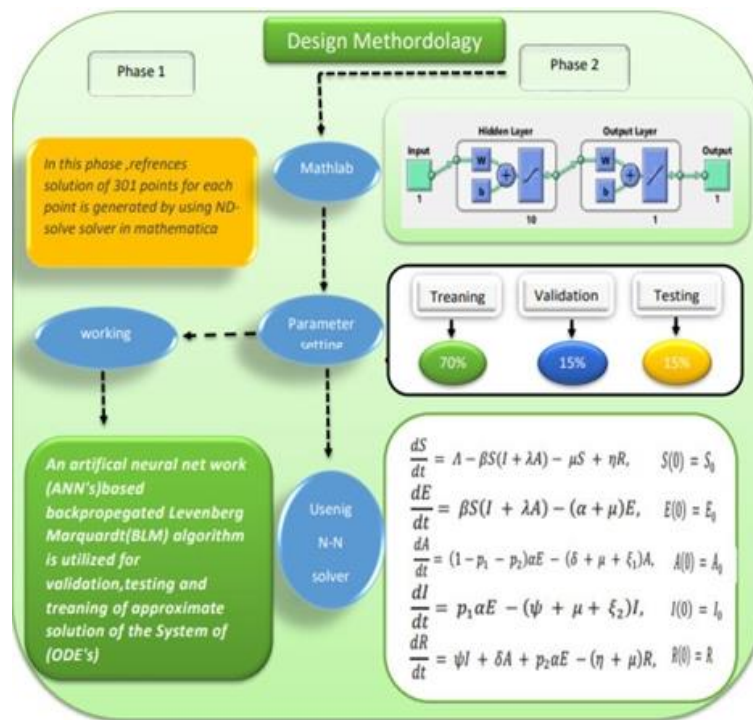 Design Methordolagy
Phase 1
Phase 2
In this phase ,refrences
solution of 301 points for each
point is generated by using ND-
solve solver in mathematica
Mathlab
Hidden Layer
Output Layer
Input
Output
W
b
+
W
b
+
1
10
1
1
Treaning
Validation
Testing
70%
15%
15%
working
Parameter
setting
An artifical neural net work
(ANN's)based
backpropegated Levenberg
Marquardt(BLM) algorithm
is utilized for
validation,testing and
treaning of approximate
solution of the System of
(ODE's)
Usenig
N-N
solver
dS/dt = Λ − βS(I + λA) − μS + ηR, S(0) = S₀
dE/dt = βS(I + λA) − (α + μ)E, E(0) = E₀
dA/dt = (1 − p₁ − p₂)αE − (δ + μ + ξ₁)A, A(0) = A₀
dI/dt = p₁αE − (ψ + μ + ξ₂)I, I(0) = I₀
dR/dt = ψI + δA + p₂αE − (η + μ)R, R(0) = R